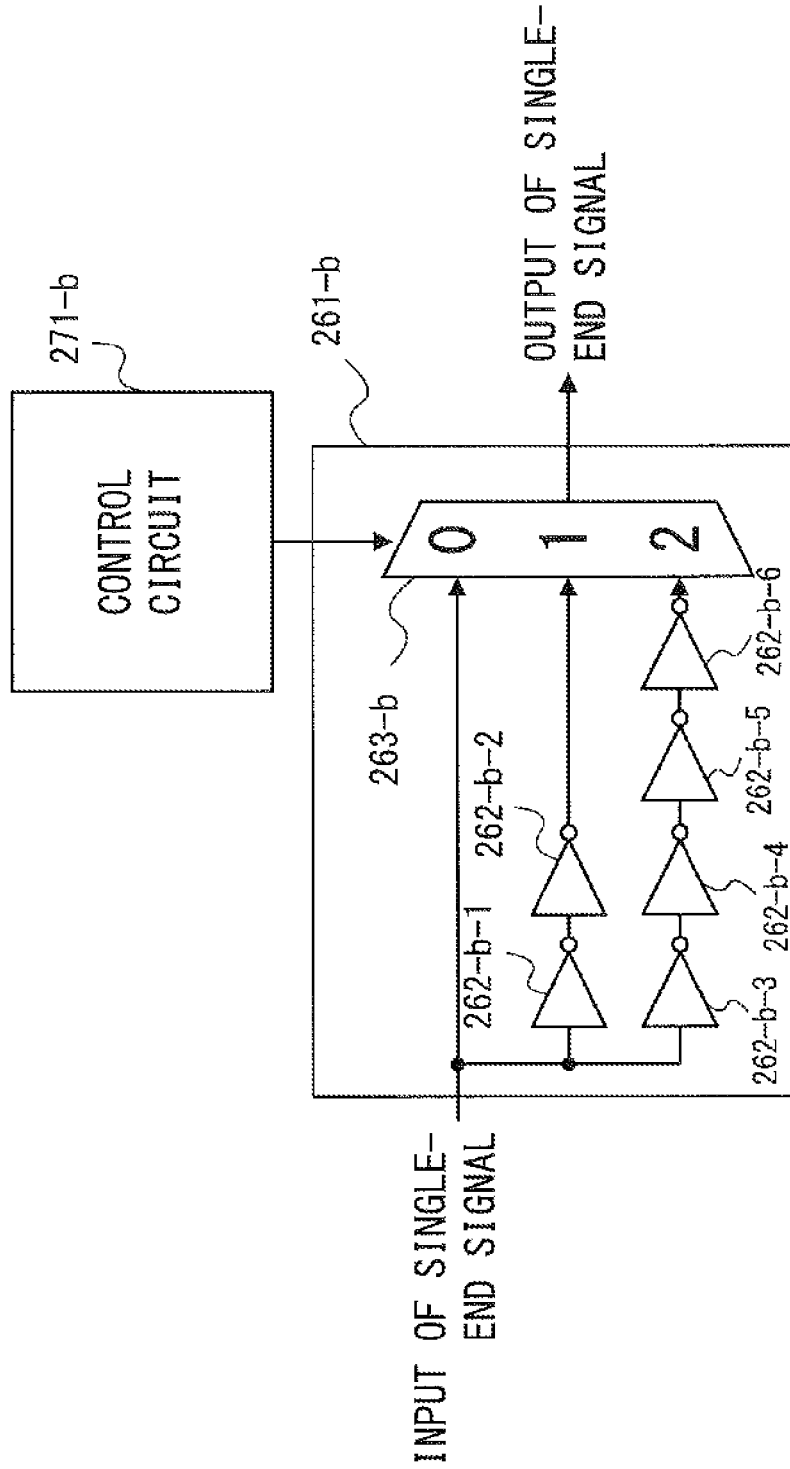 CONTROL
CIRCUIT
271-b
261-b
263-b
0
1
2
INPUT OF SINGLE-
END SIGNAL
OUTPUT OF SINGLE-
END SIGNAL
262-b-1
262-b-2
262-b-3
262-b-4
262-b-5
262-b-6